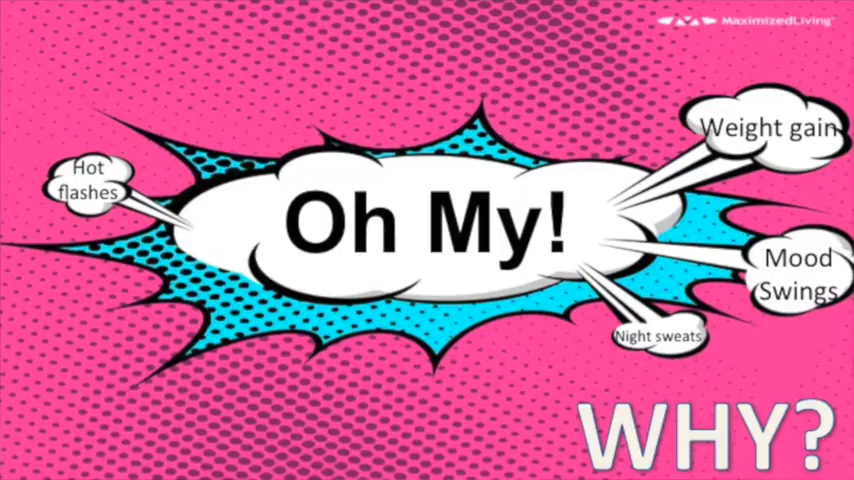 MaximizedLiving
Weight gain
Hot
flashes
Oh My!
Mood
Swings
Night sweats
WHY?